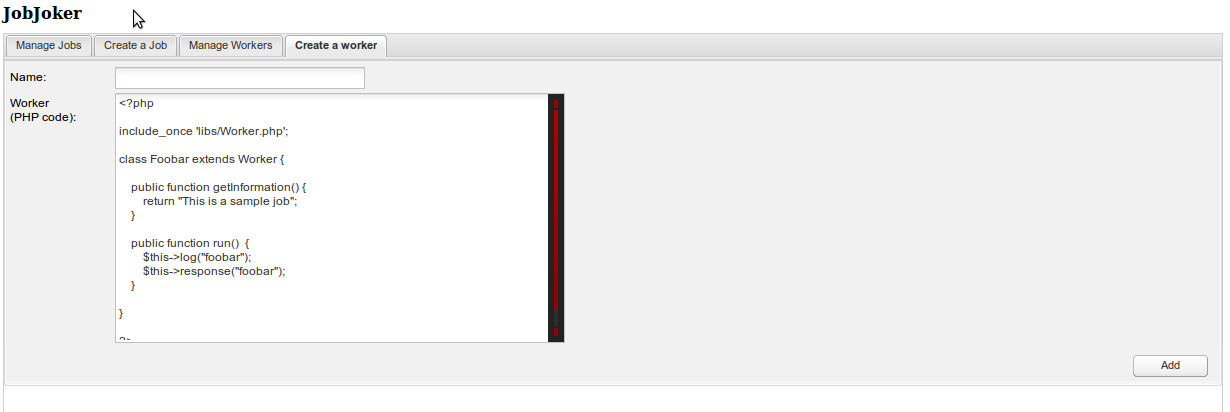 JobJoker
Manage Jobs Create a Job Manage Workers Create a worker
Name:
Worker
(PHP code):
<?php
include_once 'libs/Worker.php';
class Foobar extends Worker {
public function getInformation() {
return "This is a sample job";
}
public function run() {
$this->log("foobar");
$this->response("foobar");
}
}
?>
Add